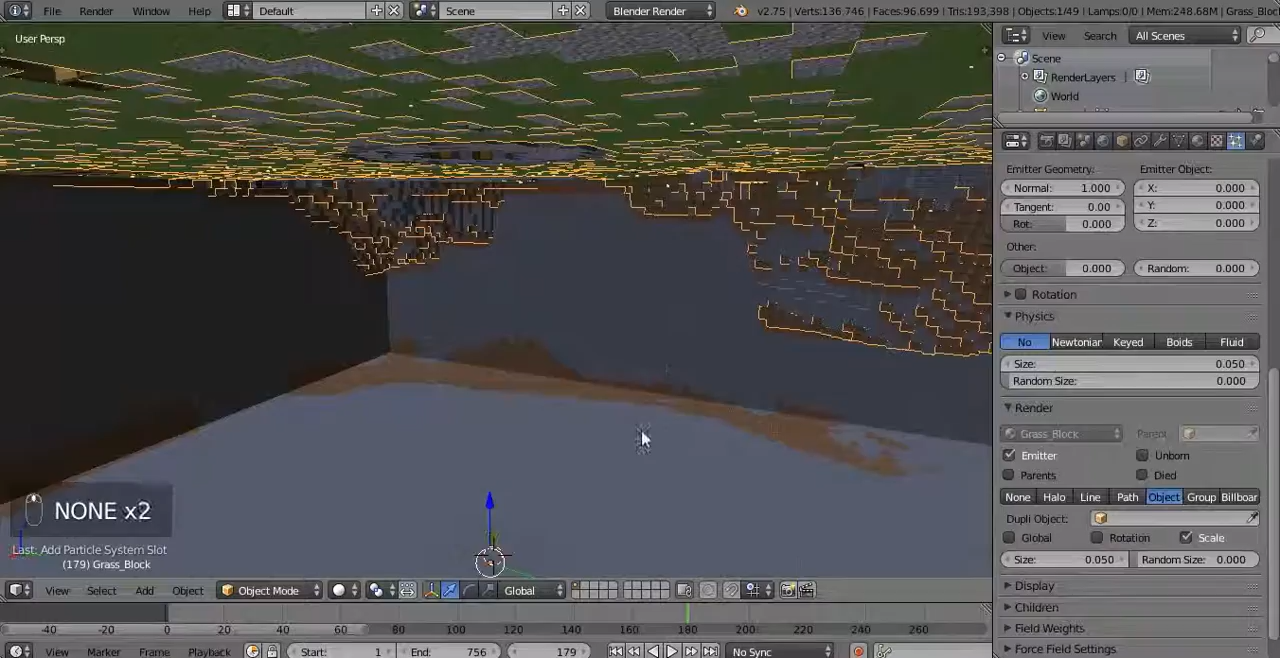 File Render Window Help Default Scene Blender Render v2.75 | Verts:136,746 | Faces:96,699 | Tris:193,398 | Objects:1/49 | Lamps:0/0 | Mem:248.68M | Grass_Bloc
User Persp
View Search All Scenes
Scene
RenderLayers |
World
Emitter Geometry: Emitter Object:
Normal: 1.000 X: 0.000
Tangent: 0.00 Y: 0.000
Rot: 0.000 Z: 0.000
Other:
Object: 0.000 Random: 0.000
Rotation
Physics
No Newtonian Keyed Boids Fluid
Size: 0.050
Random Size: 0.000
Render
Grass_Block Parent
Emitter Unborn
Parents Died
None Halo Line Path Object Group Billboar
Dupli Object:
Global Rotation Scale
Size: 0.050 Random Size: 0.000
Display
Children
Field Weights
Force Field Settings
NONE x2
Last: Add Particle System Slot
(179) Grass_Block
View Select Add Object Object Mode Global
-40 -20 0 20 40 60 80 100 120 140 160 180 200 220 240 260
View Marker Frame Playback Start: 1 End: 756 179 No Sync